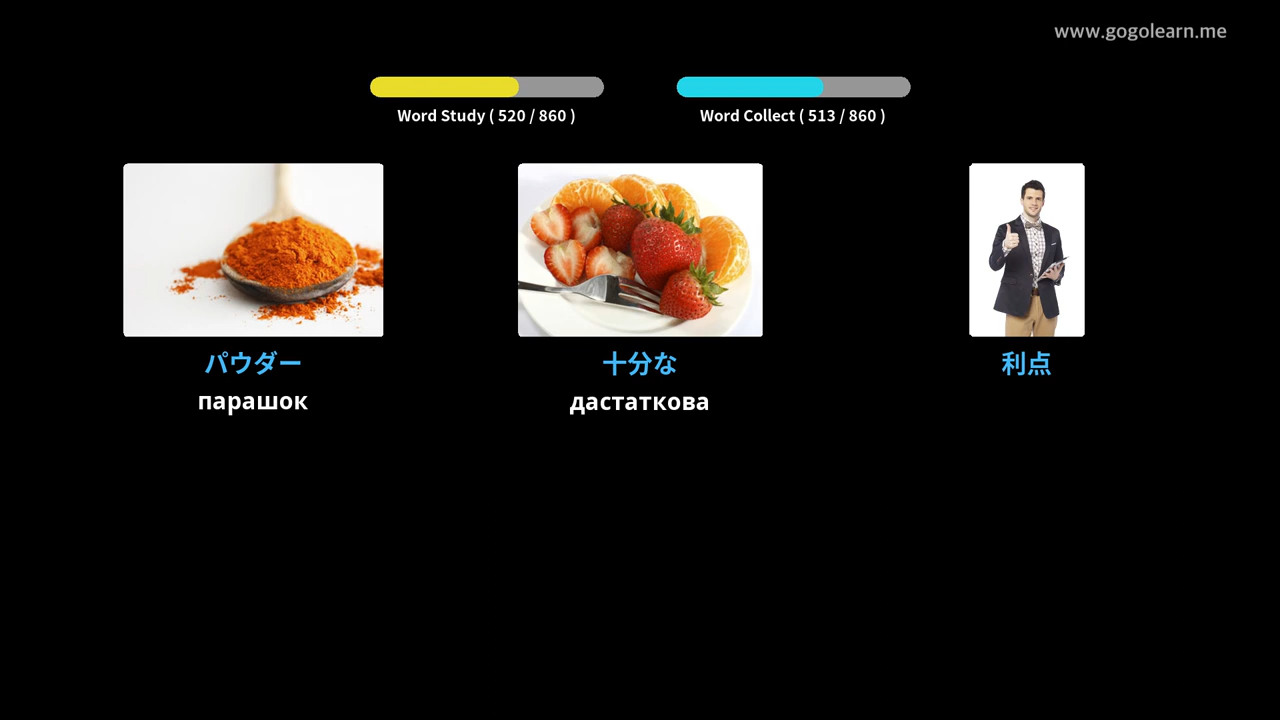 www.gogolearn.me
Word Study ( 520 / 860 )
Word Collect ( 513 / 860 )
パウダー
парашок
十分な
дастаткова
利点